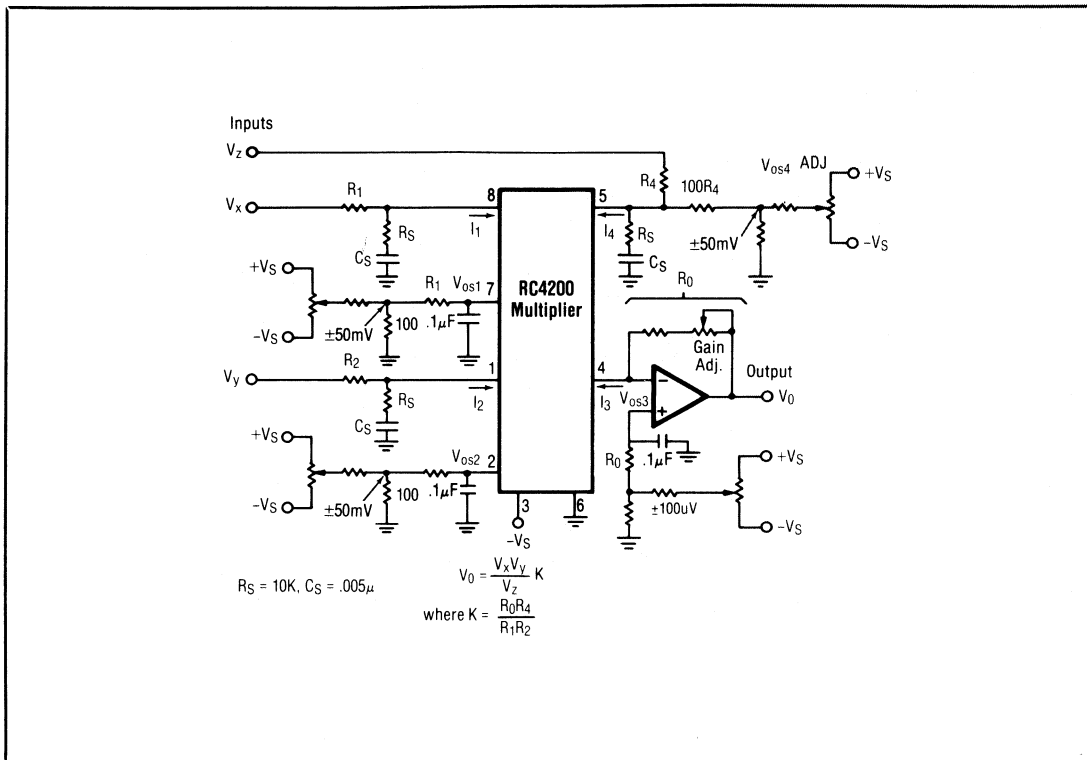 Inputs
Vz
Vx
R1
RS
CS
8
I1
+VS
−VS
±50mV
100
R1
.1μF
Vos1
7
Vy
R2
RS
CS
1
I2
+VS
−VS
±50mV
100
.1μF
Vos2
2
RC4200
Multiplier
3
−VS
6
5
I4
R4
100R4
RS
CS
±50mV
Vos4 ADJ
+VS
−VS
R0
Gain
Adj.
4
I3
Vos3
−
+
Output
V0
R0
.1μF
±100uV
+VS
−VS
RS = 10K, CS = .005μ
V0 = VxVy/Vz K
where K = R0R4/R1R2